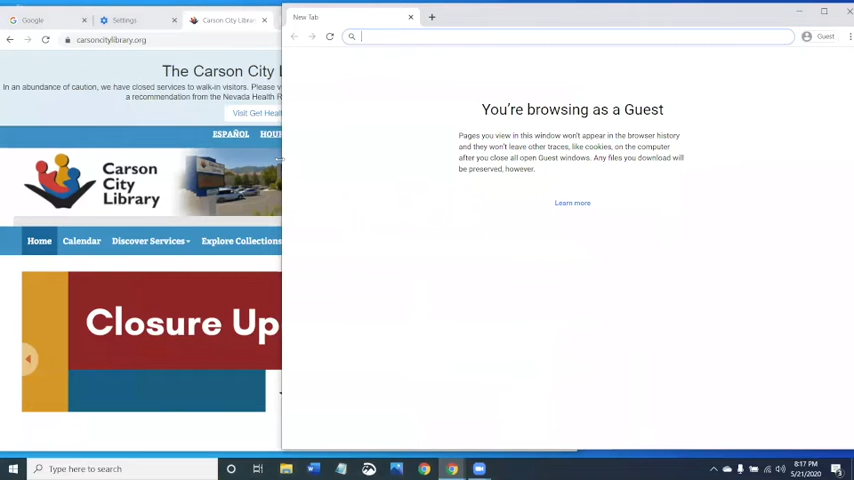 Google
Settings
Carson City Libra
New Tab
carsoncitylibrary.org
Guest
The Carson City L
In an abundance of caution, we have closed services to walk-in visitors. Please v
a recommendation from the Nevada Health R
Visit Get Heal
ESPAÑOL HOUR
Carson
City
Library
Home Calendar Discover Services Explore Collections
Closure Up
You're browsing as a Guest
Pages you view in this window won't appear in the browser history
and they won't leave other traces, like cookies, on the computer
after you close all open Guest windows. Any files you download will
be preserved, however.
Learn more
Type here to search
8:17 PM
5/21/2020
3